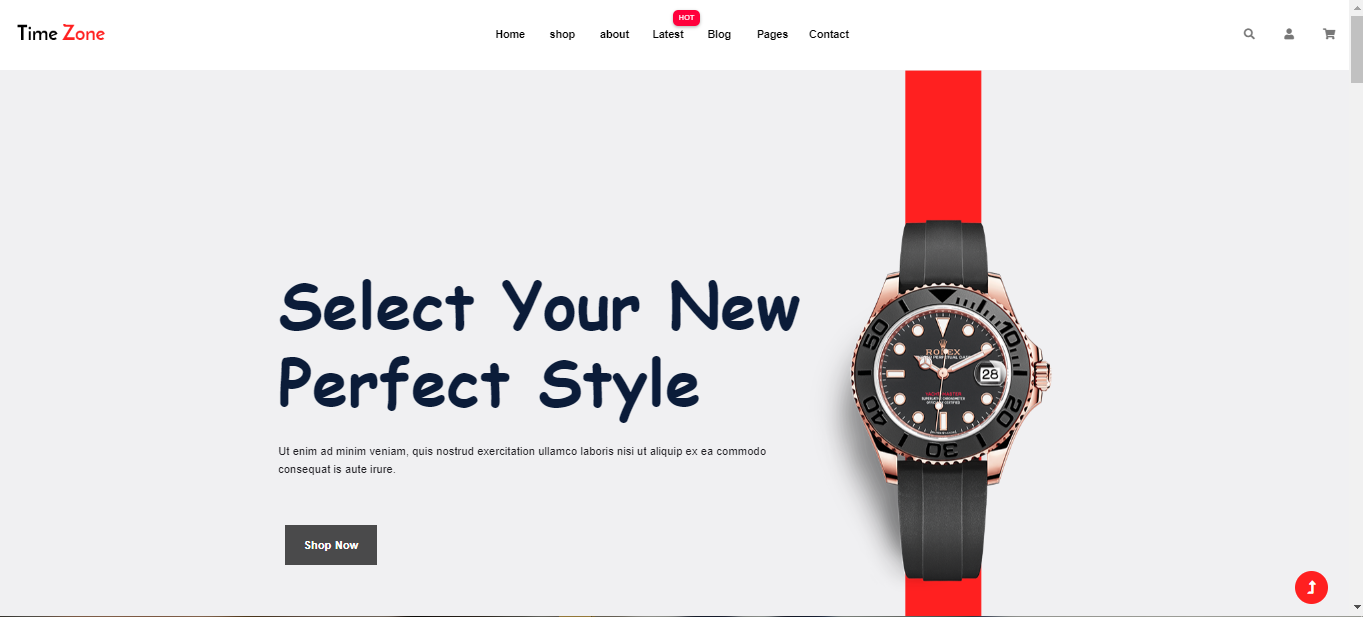 HOT
Time Zone
Home
shop
about
Latest
Blog
Pages
Contact
Select Your New
Perfect Style
Ut enim ad minim veniam, quis nostrud exercitation ullamco laboris nisi ut aliquip ex ea commodo
consequat is aute irure.
Shop Now
ROLEX
50
10
28
40
20
30